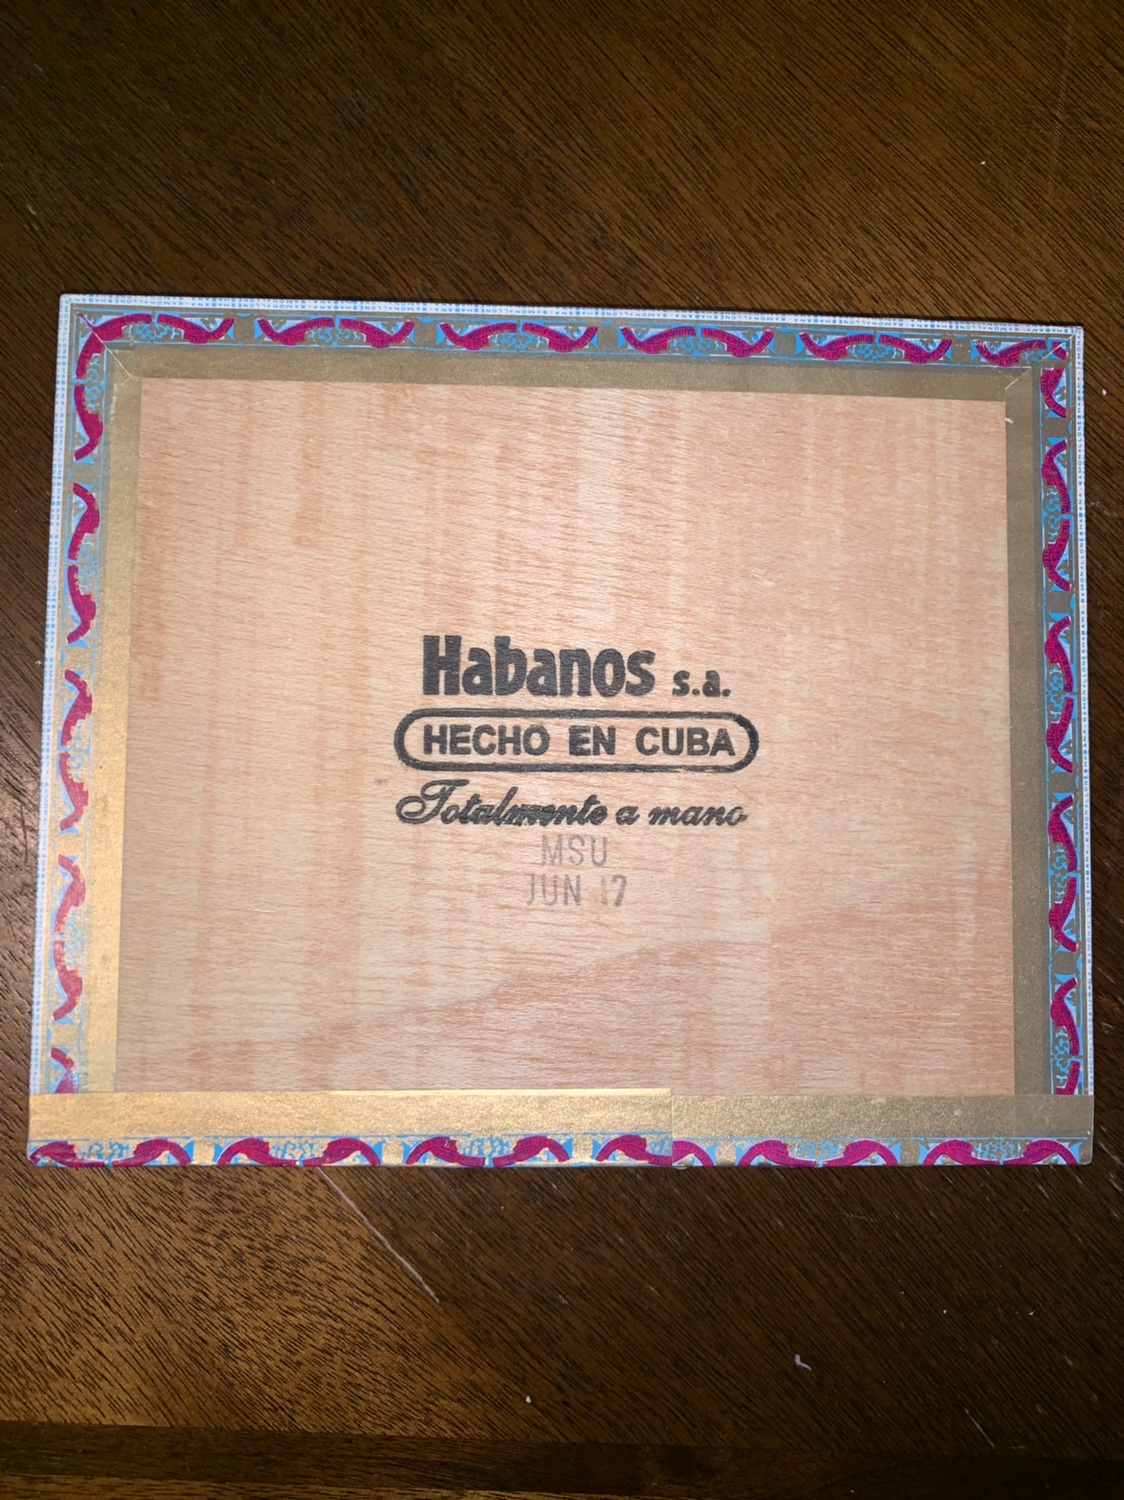 Habanos s.a.
HECHO EN CUBA
Totalmente a mano
MSU
JUN 17